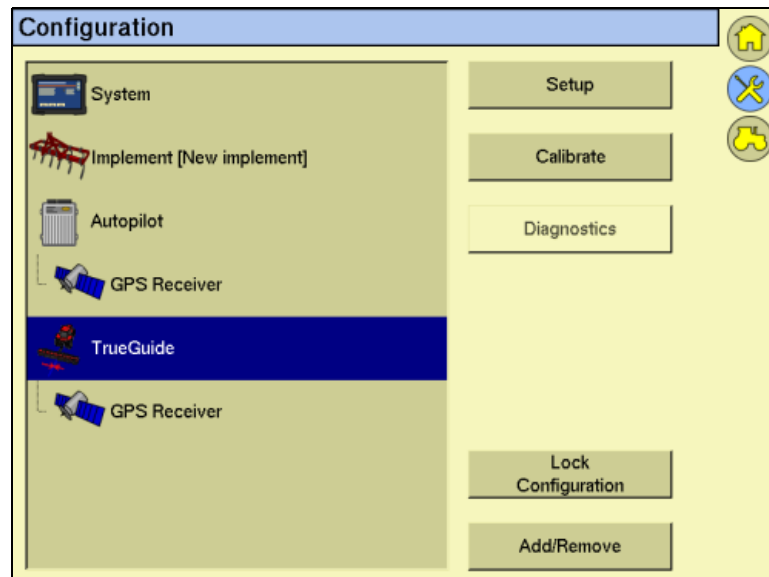 Configuration
System
Implement [New implement]
Autopilot
GPS Receiver
TrueGuide
GPS Receiver
Setup
Calibrate
Diagnostics
Lock
Configuration
Add/Remove